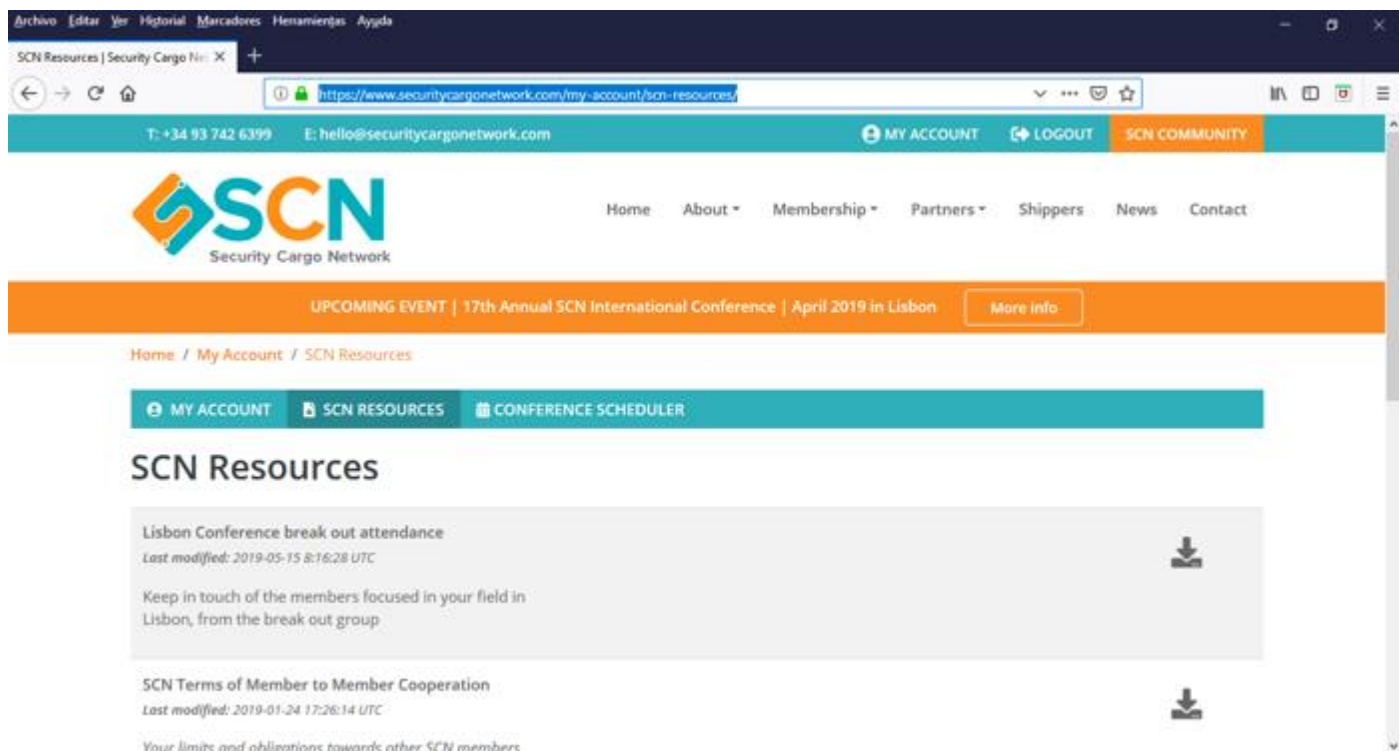 Archivo Editar Ver Historial Marcadores Herramientas Ayuda
SCN Resources | Security Cargo Net
https://www.securitycargonetwork.com/my-account/scn-resources/
T: +34 93 742 6399 E: hello@securitycargonetwork.com MY ACCOUNT LOGOUT SCN COMMUNITY
SCN
Security Cargo Network
Home About Membership Partners Shippers News Contact
UPCOMING EVENT | 17th Annual SCN International Conference | April 2019 in Lisbon More info
Home / My Account / SCN Resources
MY ACCOUNT SCN RESOURCES CONFERENCE SCHEDULER
SCN Resources
Lisbon Conference break out attendance
Last modified: 2019-05-15 8:16:28 UTC
Keep in touch of the members focused in your field in
Lisbon, from the break out group
SCN Terms of Member to Member Cooperation
Last modified: 2019-01-24 17:26:14 UTC
Your limits and obligations towards other SCN members